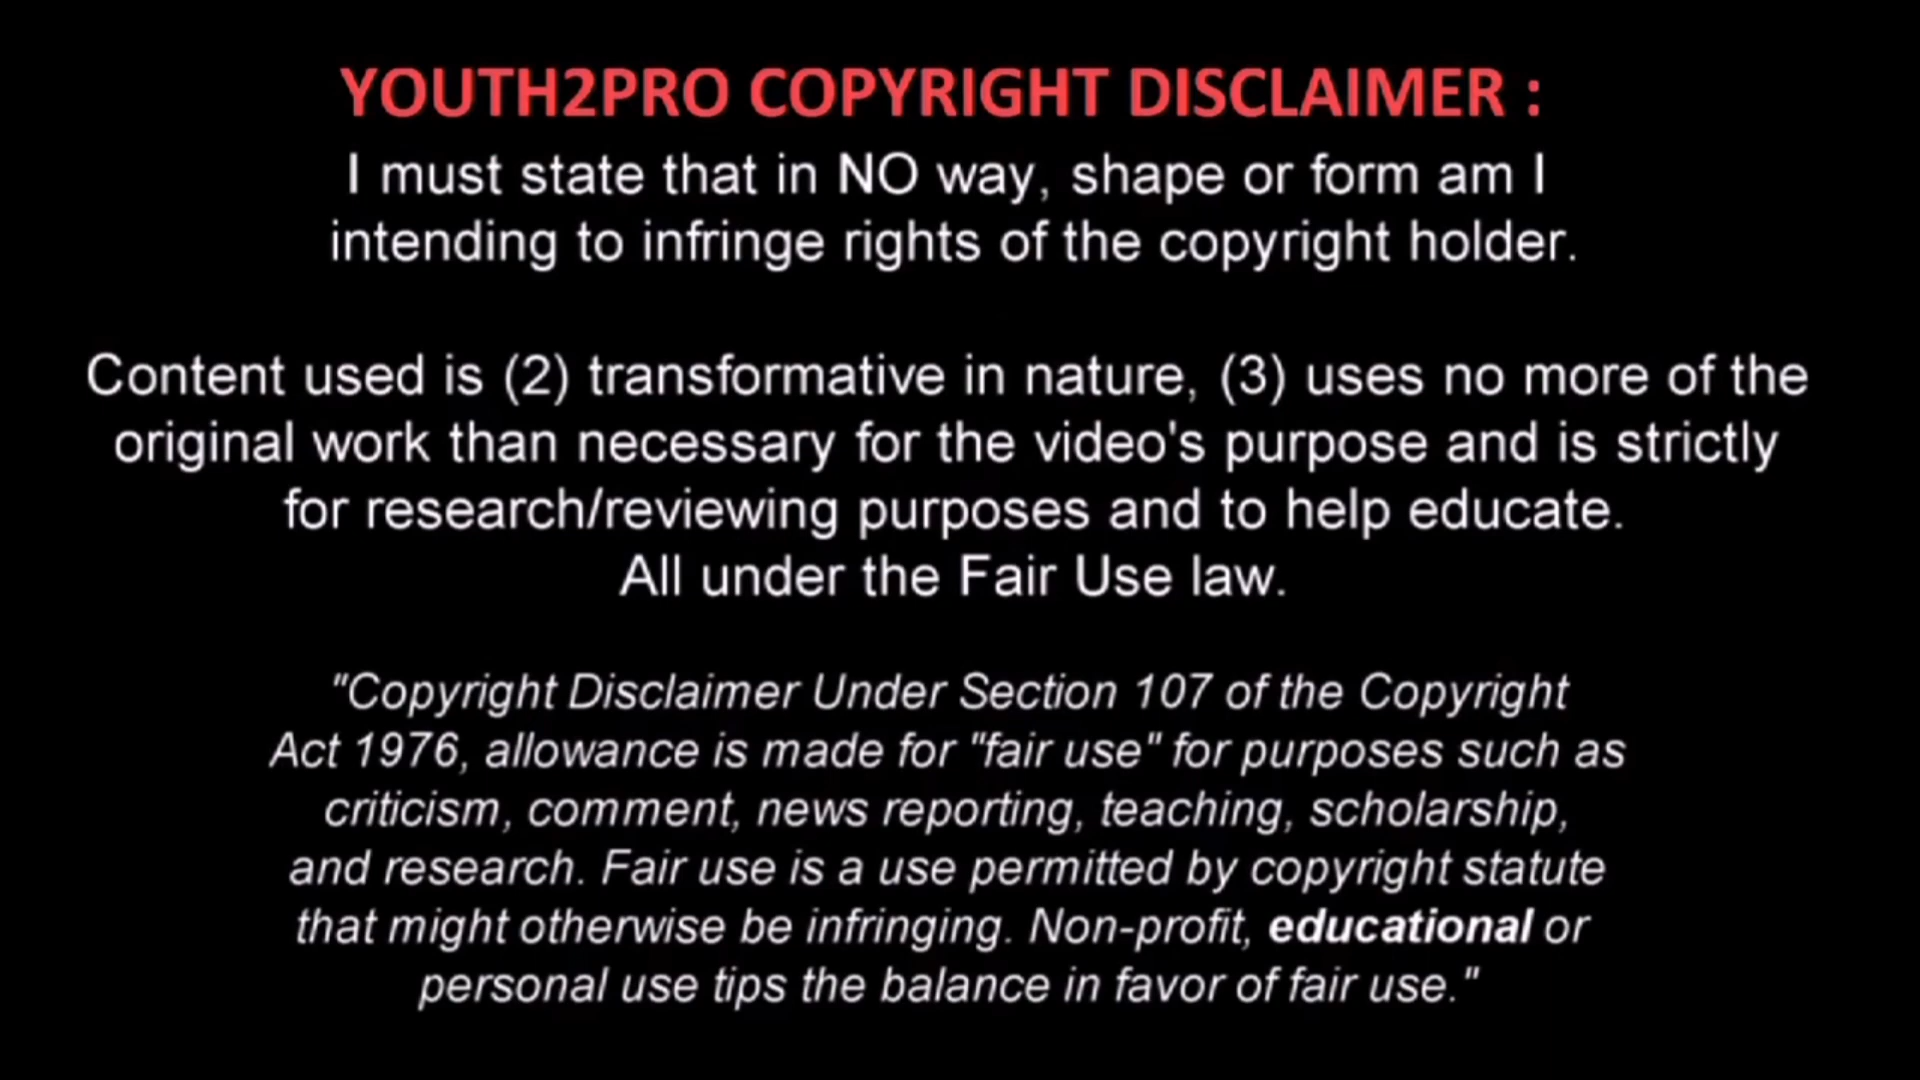 YOUTH2PRO COPYRIGHT DISCLAIMER :
I must state that in NO way, shape or form am I
intending to infringe rights of the copyright holder.
Content used is (2) transformative in nature, (3) uses no more of the
original work than necessary for the video's purpose and is strictly
for research/reviewing purposes and to help educate.
All under the Fair Use law.
"Copyright Disclaimer Under Section 107 of the Copyright
Act 1976, allowance is made for "fair use" for purposes such as
criticism, comment, news reporting, teaching, scholarship,
and research. Fair use is a use permitted by copyright statute
that might otherwise be infringing. Non-profit, educational or
personal use tips the balance in favor of fair use."